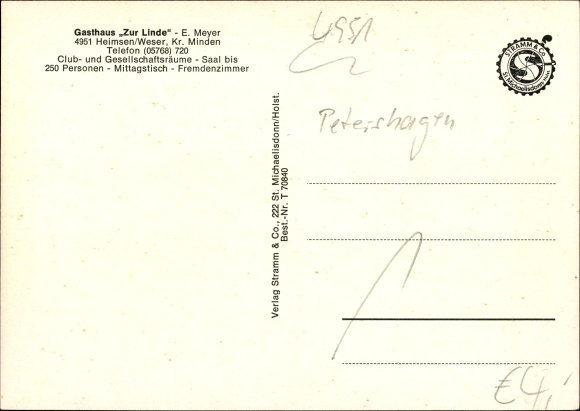 Gasthaus „Zur Linde" - E. Meyer
4951 Heimsen/Weser, Kr. Minden
Telefon (05768) 720
Club- und Gesellschaftsräume - Saal bis
250 Personen - Mittagstisch - Fremdenzimmer
4951
STRAMM & CO.
St. Michaelisdonn
Petershagen
Verlag Stramm & Co., 222 St. Michaelisdonn/Holst.
Best.-Nr. T 70840
€ 4,-